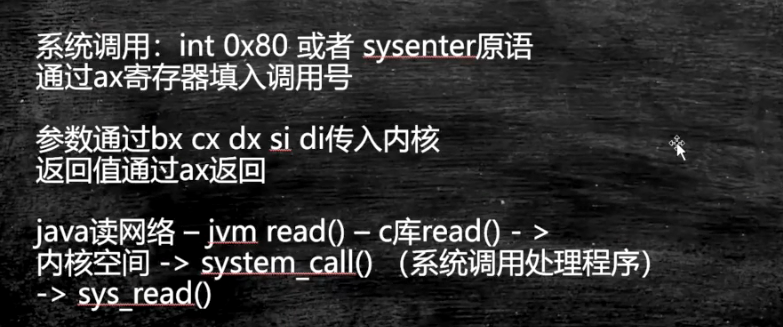 系统调用：int 0x80 或者 sysenter原语
通过ax寄存器填入调用号
参数通过bx cx dx si di传入内核
返回值通过ax返回
java读网络 – jvm read() – c库read() - >
内核空间 -> system_call() （系统调用处理程序）
-> sys_read()